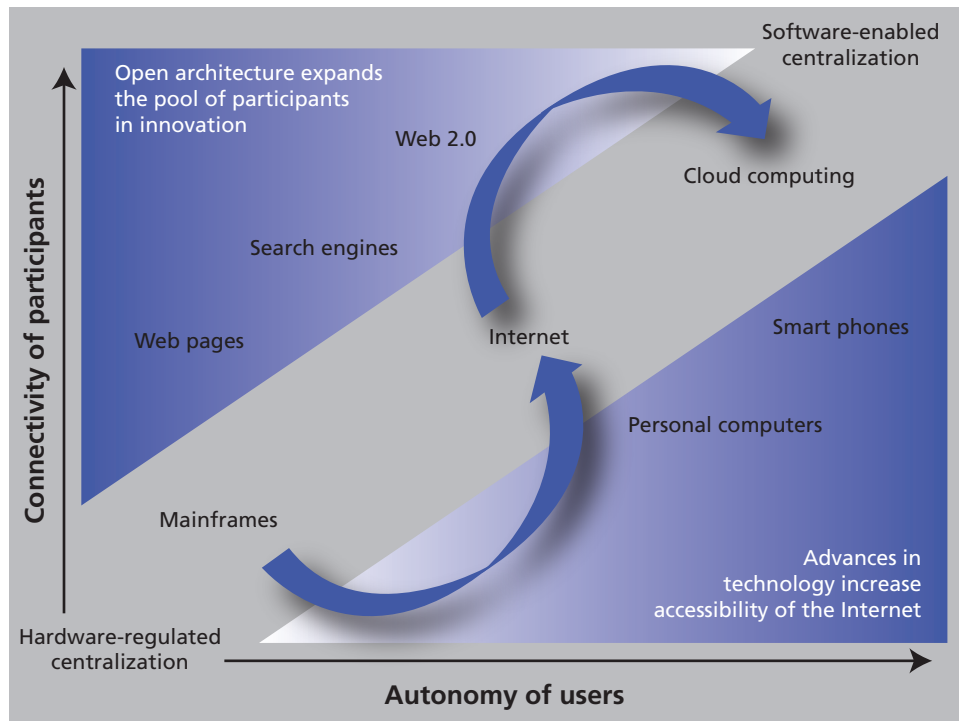 Software-enabled
centralization
Open architecture expands
the pool of participants
in innovation
Web 2.0
Cloud computing
Search engines
Web pages
Internet
Smart phones
Personal computers
Mainframes
Advances in
technology increase
accessibility of the Internet
Hardware-regulated
centralization
Connectivity of participants
Autonomy of users